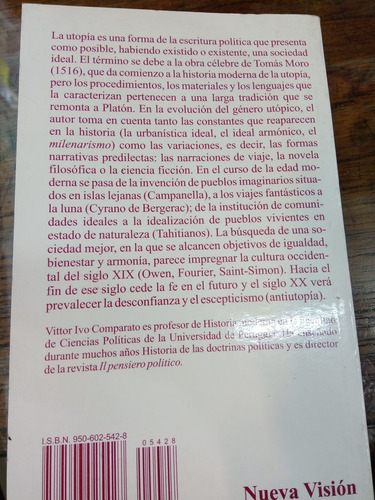 La utopía es una forma de la escritura política que presenta
como posible, habiendo existido o existente, una sociedad
ideal. El término se debe a la obra célebre de Tomás Moro
(1516), que da comienzo a la historia moderna de la utopía,
pero los procedimientos, los materiales y los lenguajes que
la caracterizan pertenecen a una larga tradición que se
remonta a Platón. En la evolución del género utópico, el
autor toma en cuenta tanto las constantes que reaparecen
en la historia (la urbanística ideal, el ideal armónico, el
milenarismo) como las variaciones, es decir, las formas
narrativas predilectas: las narraciones de viaje, la novela
filosófica o la ciencia ficción. En el curso de la edad mo-
derna se pasa de la invención de pueblos imaginarios situa-
dos en islas lejanas (Campanella), a los viajes fantásticos a
la luna (Cyrano de Bergerac); de la institución de comuni-
dades ideales a la idealización de pueblos vivientes en
estado de naturaleza (Tahitianos). La búsqueda de una so-
ciedad mejor, en la que se alcancen objetivos de igualdad,
bienestar y armonía, parece impregnar la cultura occiden-
tal del siglo XIX (Owen, Fourier, Saint-Simon). Hacia el
fin de ese siglo cede la fe en el futuro y el siglo XX verá
prevalecer la desconfianza y el escepticismo (antiutopía).
Vittor Ivo Comparato es profesor de Historia
de Ciencias Políticas de la Universidad de Perugia. Ha enseñado
durante muchos años Historia de las doctrinas políticas y es director
de la revista Il pensiero politico.
I.S.B.N. 950-602-542-8
05428
Nueva Visión